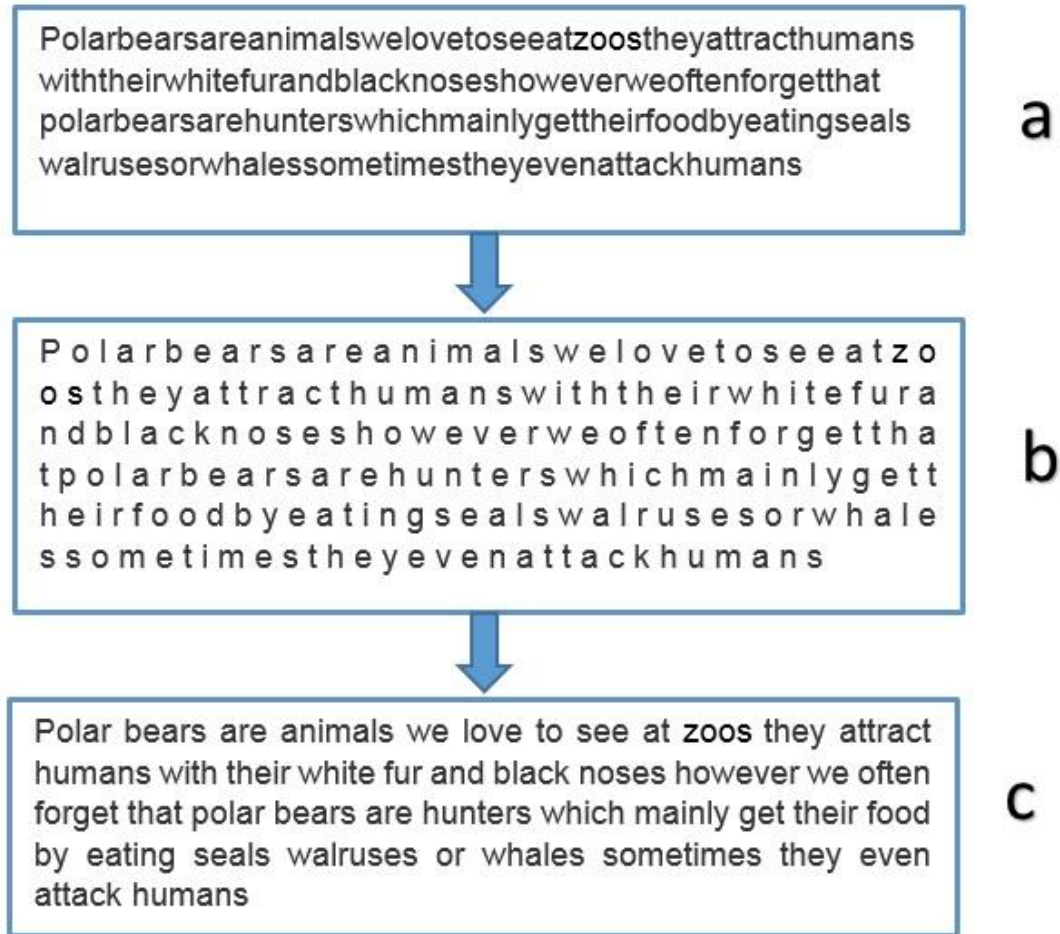 Polarbearsareanimalswelovetoseeatzoostheyattracthumans
withtheirwhitefurandblacknoseshoweverweoftenforgetthat
polarbearsarehunterswhichmainlygettheirfoodbyeatingseals
walrusesorwhalessometimestheyevenattackhumans
a
P o l a r b e a r s a r e a n i m a l s w e l o v e t o s e e a t z o
o s t h e y a t t r a c t h u m a n s w i t h t h e i r w h i t e f u r a
n d b l a c k n o s e s h o w e v e r w e o f t e n f o r g e t t h a
t p o l a r b e a r s a r e h u n t e r s w h i c h m a i n l y g e t t
h e i r f o o d b y e a t i n g s e a l s w a l r u s e s o r w h a l e
s s o m e t i m e s t h e y e v e n a t t a c k h u m a n s
b
Polar bears are animals we love to see at zoos they attract
humans with their white fur and black noses however we often
forget that polar bears are hunters which mainly get their food
by eating seals walruses or whales sometimes they even
attack humans
c